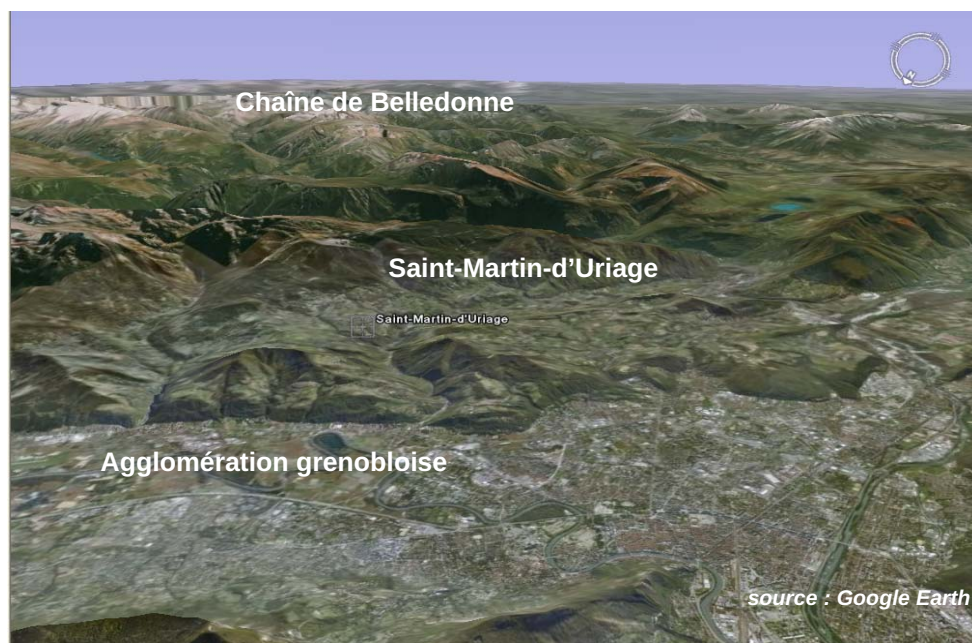 Chaîne de Belledonne
Saint-Martin-d’Uriage
Saint-Martin-d'Uriage
Agglomération grenobloise
source : Google Earth